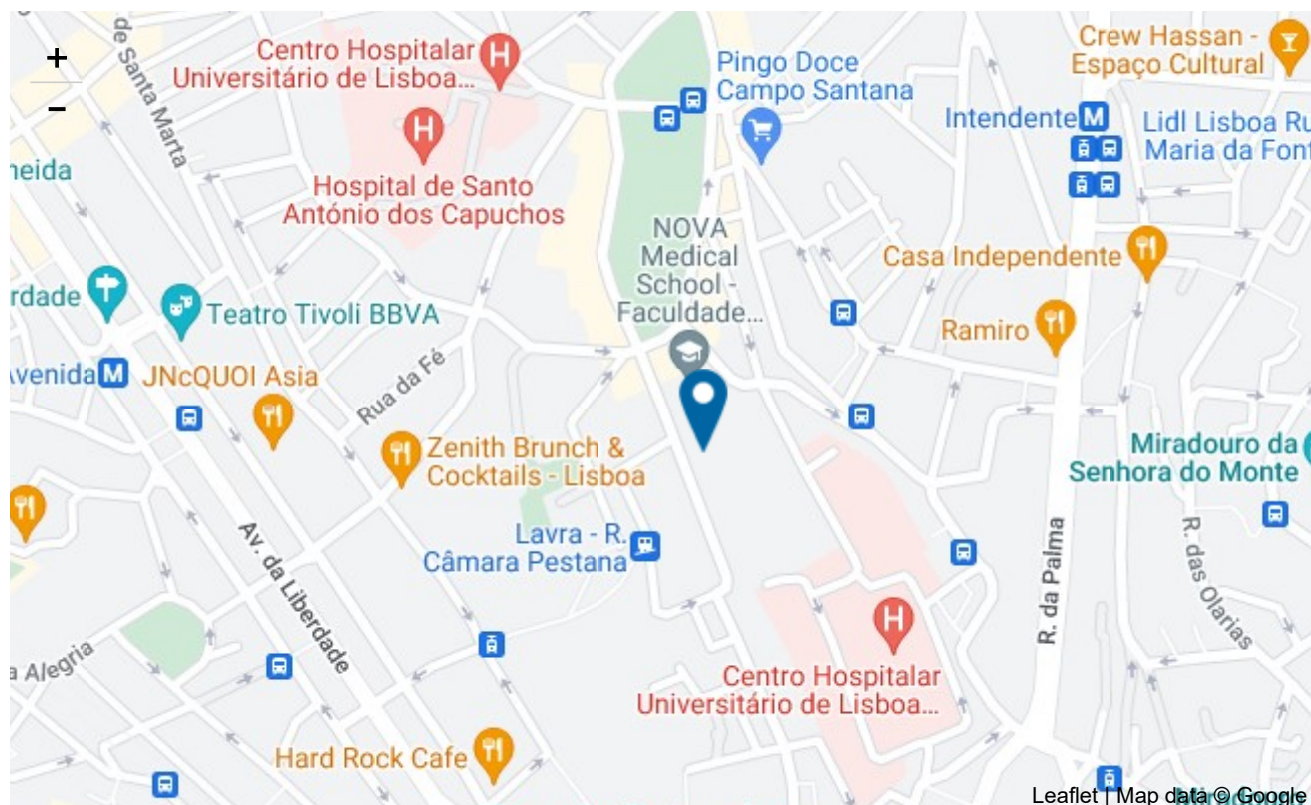 de Santa Marta
Centro Hospitalar
Universitário de Lisboa...
Pingo Doce
Campo Santana
Crew Hassan -
Espaço Cultural
+
−
Intendente
M
Lidl Lisboa Ru
Maria da Font
H
H
neida
Hospital de Santo
António dos Capuchos
NOVA
Medical
School -
Faculdade...
Casa Independente
rdade
Teatro Tivoli BBVA
Ramiro
Avenida
M
JNcQUOI Asia
Rua da Fé
Zenith Brunch &
Cocktails - Lisboa
Miradouro da
Senhora do Monte
Lavra - R.
Câmara Pestana
Av. da Liberdade
R. da Palma
R. das Olarias
H
a Alegria
Centro Hospitalar
Universitário de Lisboa...
Hard Rock Cafe
Leaflet | Map data © Google